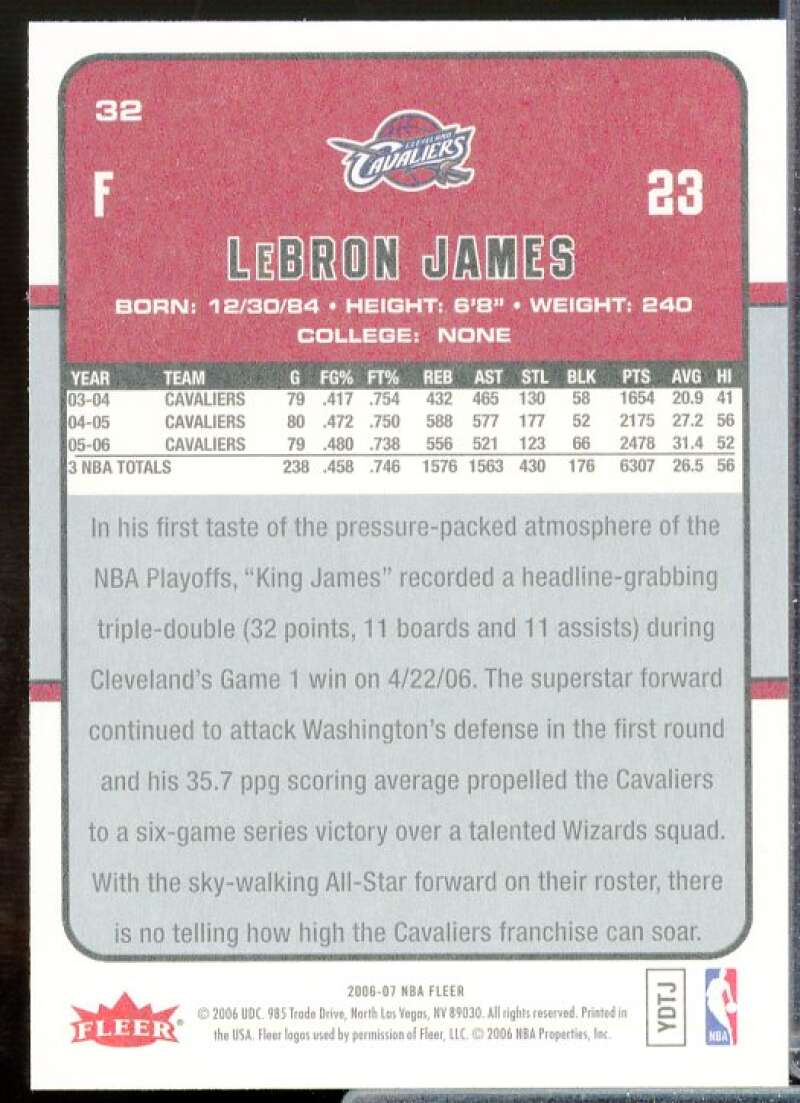 32
CLEVELAND
CAVALIERS
F
23
LEBRON JAMES
BORN: 12/30/84 • HEIGHT: 6'8" • WEIGHT: 240
COLLEGE: NONE
YEAR TEAM G FG% FT% REB AST STL BLK PTS AVG HI
03-04 CAVALIERS 79 .417 .754 432 465 130 58 1654 20.9 41
04-05 CAVALIERS 80 .472 .750 588 577 177 52 2175 27.2 56
05-06 CAVALIERS 79 .480 .738 556 521 123 66 2478 31.4 52
3 NBA TOTALS 238 .458 .746 1576 1563 430 176 6307 26.5 56
In his first taste of the pressure-packed atmosphere of the
NBA Playoffs, “King James” recorded a headline-grabbing
triple-double (32 points, 11 boards and 11 assists) during
Cleveland's Game 1 win on 4/22/06. The superstar forward
continued to attack Washington's defense in the first round
and his 35.7 ppg scoring average propelled the Cavaliers
to a six-game series victory over a talented Wizards squad.
With the sky-walking All-Star forward on their roster, there
is no telling how high the Cavaliers franchise can soar.
2006-07 NBA FLEER
© 2006 UDC. 985 Trade Drive, North Las Vegas, NV 89030. All rights reserved. Printed in
the USA. Fleer logos used by permission of Fleer, LLC. © 2006 NBA Properties, Inc.
FLEER®
YDTJ
NBA